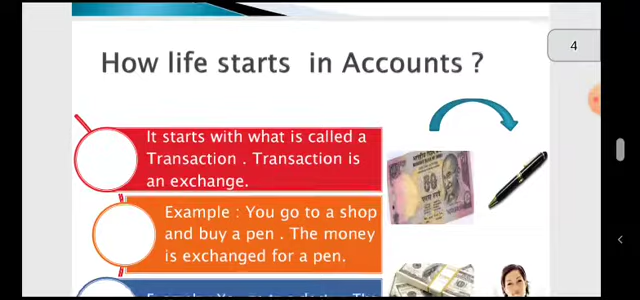 How life starts in Accounts ?
4
It starts with what is called a
Transaction . Transaction is
an exchange.
50
Example : You go to a shop
and buy a pen . The money
is exchanged for a pen.